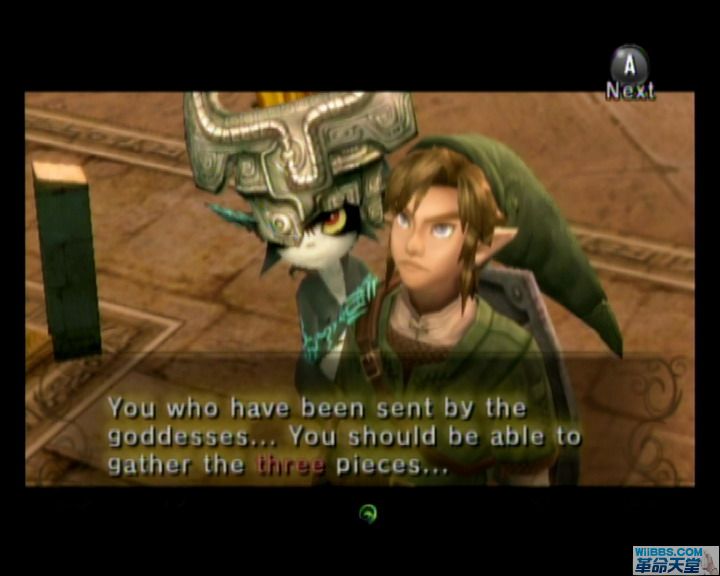 A
Next
You who have been sent by the
goddesses... You should be able to
gather the three pieces...
WiiBBS.COM
革命天堂